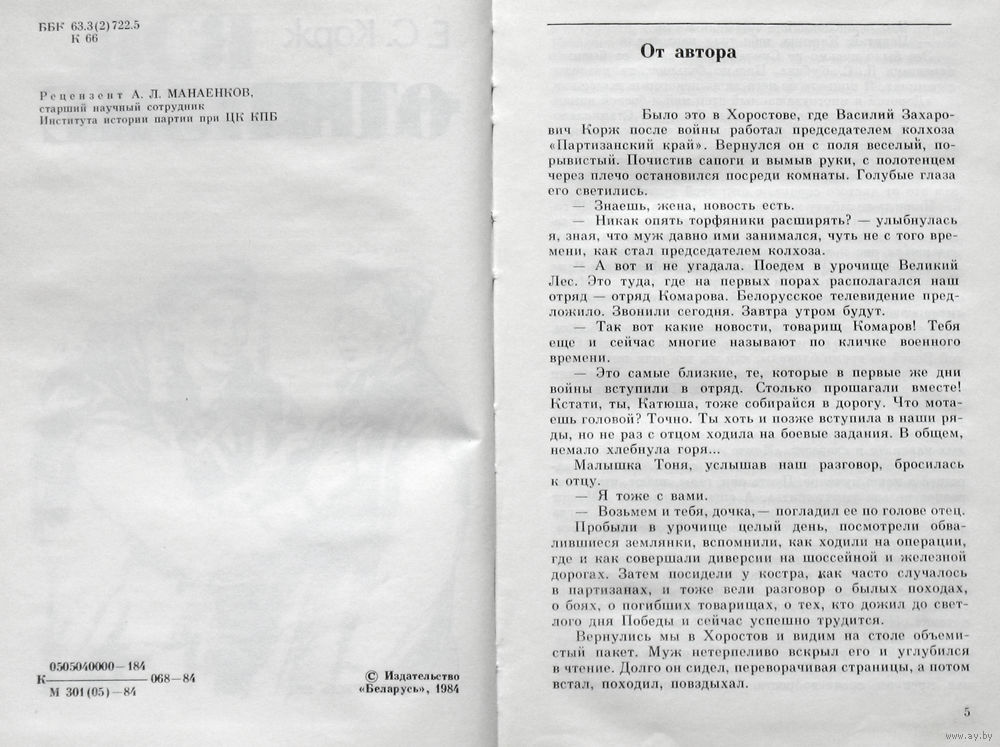 ББК 63.3(2)722.5
К 66
Рецензент А. Л. МАНАЕНКОВ,
старший научный сотрудник
Института истории партии при ЦК КПБ
0505040000—184
К———068—84
М 301(05)—84
© Издательство
«Беларусь», 1984
От автора
Было это в Хоростове, где Василий Захаро-
вич Корж после войны работал председателем колхоза
«Партизанский край». Вернулся он с поля веселый, по-
рывистый. Почистив сапоги и вымыв руки, с полотенцем
через плечо остановился посреди комнаты. Голубые глаза
его светились.
— Знаешь, жена, новость есть.
— Никак опять торфяники расширять? — улыбнулась
я, зная, что муж давно ими занимался, чуть не с того вре-
мени, как стал председателем колхоза.
— А вот и не угадала. Поедем в урочище Великий
Лес. Это туда, где на первых порах располагался наш
отряд — отряд Комарова. Белорусское телевидение пред-
ложило. Звонили сегодня. Завтра утром будут.
— Так вот какие новости, товарищ Комаров! Тебя
еще и сейчас многие называют по кличке военного
времени.
— Это самые близкие, те, которые в первые же дни
войны вступили в отряд. Столько прошагали вместе!
Кстати, ты, Катюша, тоже собирайся в дорогу. Что мота-
ешь головой? Точно. Ты хоть и позже вступила в наши ря-
ды, но не раз с отцом ходила на боевые задания. В общем,
немало хлебнула горя...
Малышка Тоня, услышав наш разговор, бросилась
к отцу.
— Я тоже с вами.
— Возьмем и тебя, дочка,— погладил ее по голове отец.
Пробыли в урочище целый день, посмотрели обва-
лившиеся землянки, вспомнили, как ходили на операции,
где и как совершали диверсии на шоссейной и железной
дорогах. Затем посидели у костра, как часто случалось
в партизанах, и тоже вели разговор о былых походах,
о боях, о погибших товарищах, о тех, кто дожил до свет-
лого дня Победы и сейчас успешно трудится.
Вернулись мы в Хоростов и видим на столе объеми-
стый пакет. Муж нетерпеливо вскрыл его и углубился
в чтение. Долго он сидел, переворачивая страницы, а потом
встал, походил, повздыхал.
5
www.ay.by